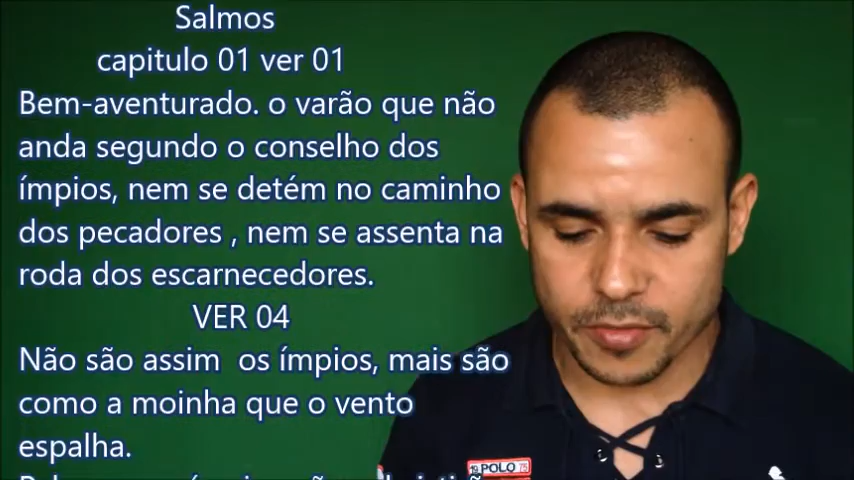 Salmos
capitulo 01 ver 01
Bem-aventurado. o varão que não
anda segundo o conselho dos
ímpios, nem se detém no caminho
dos pecadores , nem se assenta na
roda dos escarnecedores.
VER 04
Não são assim os ímpios, mais são
como a moinha que o vento
espalha.
19 POLO 75